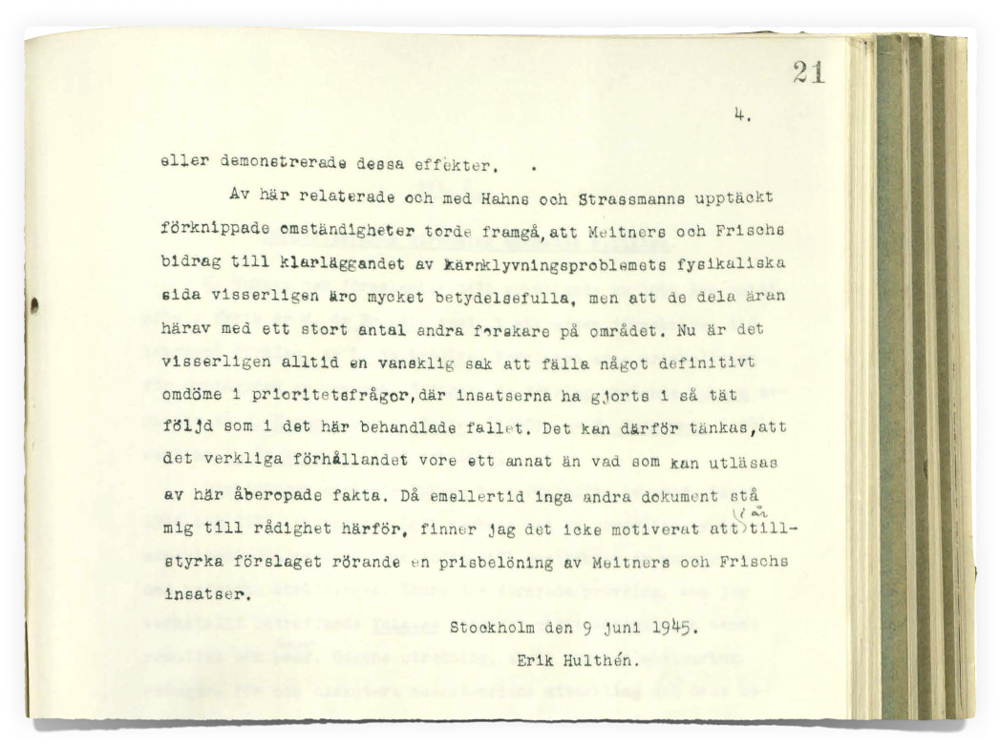 21
4.
eller demonstrerade dessa effekter. .
Av här relaterade och med Hahns och Strassmanns upptäckt
förknippade omständigheter torde framgå,att Meitners och Frischs
bidrag till klarläggandet av kärnklyvningsproblemets fysikaliska
sida visserligen äro mycket betydelsefulla, men att de dela äran
härav med ett stort antal andra forskare på området. Nu är det
visserligen alltid en vansklig sak att fälla något definitivt
omdöme i prioritetsfrågor,där insatserna ha gjorts i så tät
följd som i det här behandlade fallet. Det kan därför tänkas,att
det verkliga förhållandet vore ett annat än vad som kan utläsas
av här åberopade fakta. Då emellertid inga andra dokument stå
i år
mig till rådighet härför, finner jag det icke motiverat att till-
styrka förslaget rörande en prisbelöning av Meitners och Frischs
insatser.
Stockholm den 9 juni 1945.
Erik Hulthén.